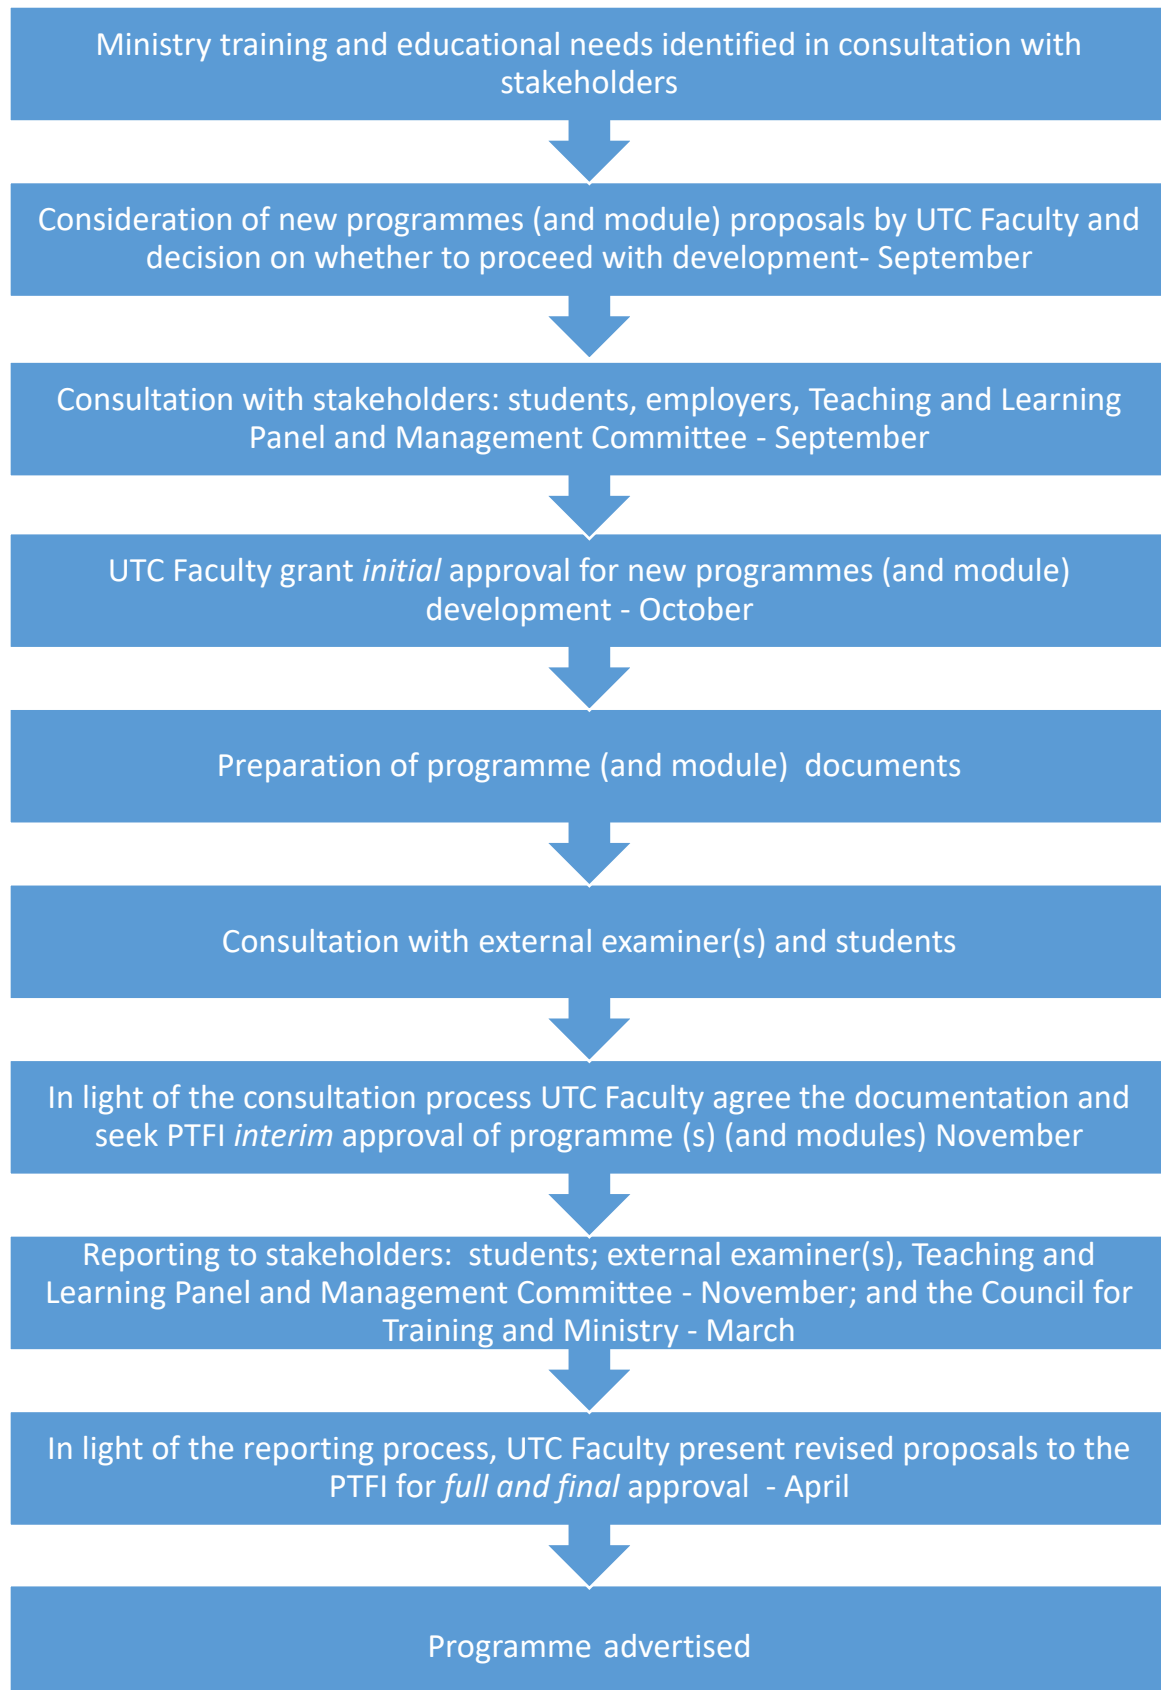 Ministry training and educational needs identified in consultation with
stakeholders
Consideration of new programmes (and module) proposals by UTC Faculty and
decision on whether to proceed with development- September
Consultation with stakeholders: students, employers, Teaching and Learning
Panel and Management Committee - September
UTC Faculty grant initial approval for new programmes (and module)
development - October
Preparation of programme (and module) documents
Consultation with external examiner(s) and students
In light of the consultation process UTC Faculty agree the documentation and
seek PTFI interim approval of programme (s) (and modules) November
Reporting to stakeholders: students; external examiner(s), Teaching and
Learning Panel and Management Committee - November; and the Council for
Training and Ministry - March
In light of the reporting process, UTC Faculty present revised proposals to the
PTFI for full and final approval - April
Programme advertised